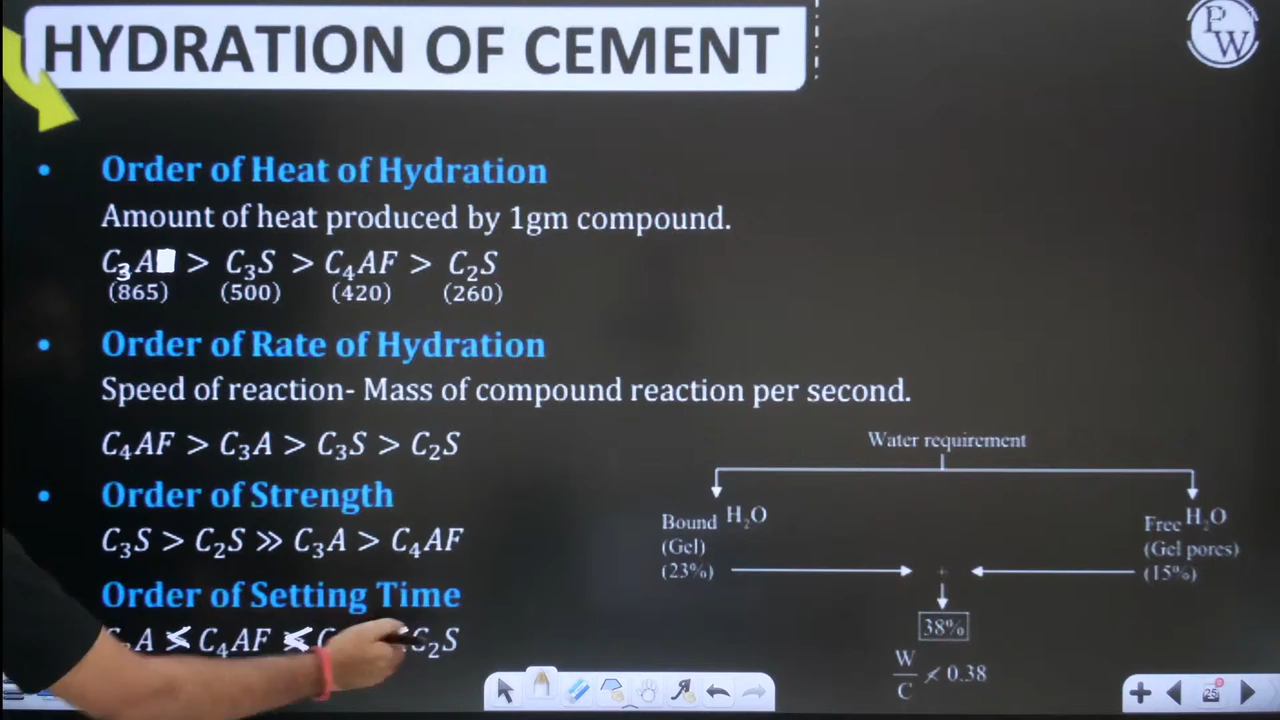 HYDRATION OF CEMENT
PW
• Order of Heat of Hydration
Amount of heat produced by 1gm compound.
C₃A > C₃S > C₄AF > C₂S
(865) (500) (420) (260)
• Order of Rate of Hydration
Speed of reaction- Mass of compound reaction per second.
C₄AF > C₃A > C₃S > C₂S
• Order of Strength
C₃S > C₂S >> C₃A > C₄AF
Order of Setting Time
A < C₄AF < C₂S
Water requirement
Bound H₂O
(Gel)
(23%)
Free H₂O
(Gel pores)
(15%)
+
38%
W/C ≮ 0.38
25